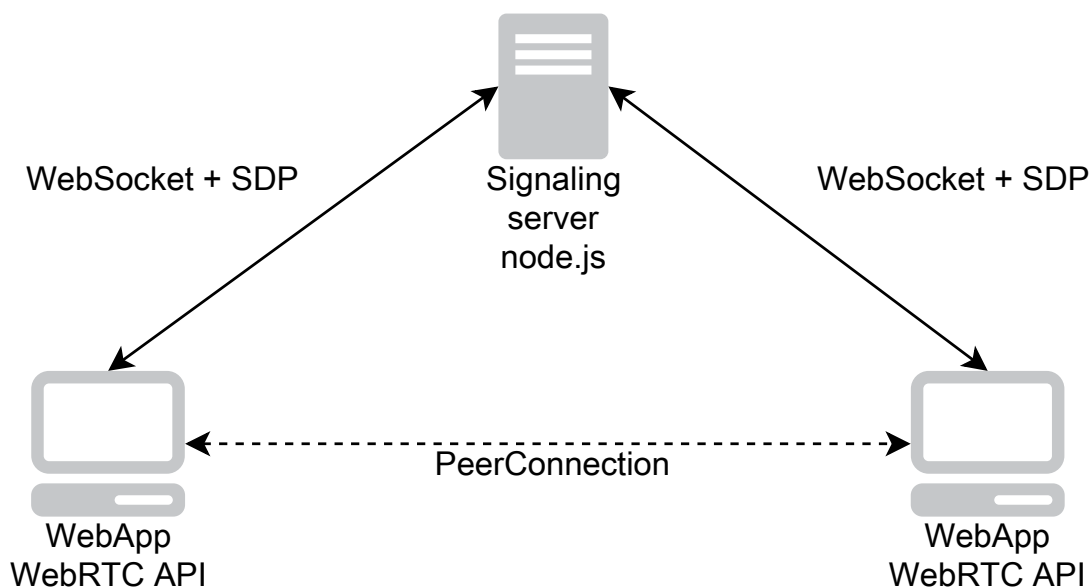 WebSocket + SDP
Signaling
server
node.js
WebSocket + SDP
PeerConnection
WebApp
WebRTC API
WebApp
WebRTC API